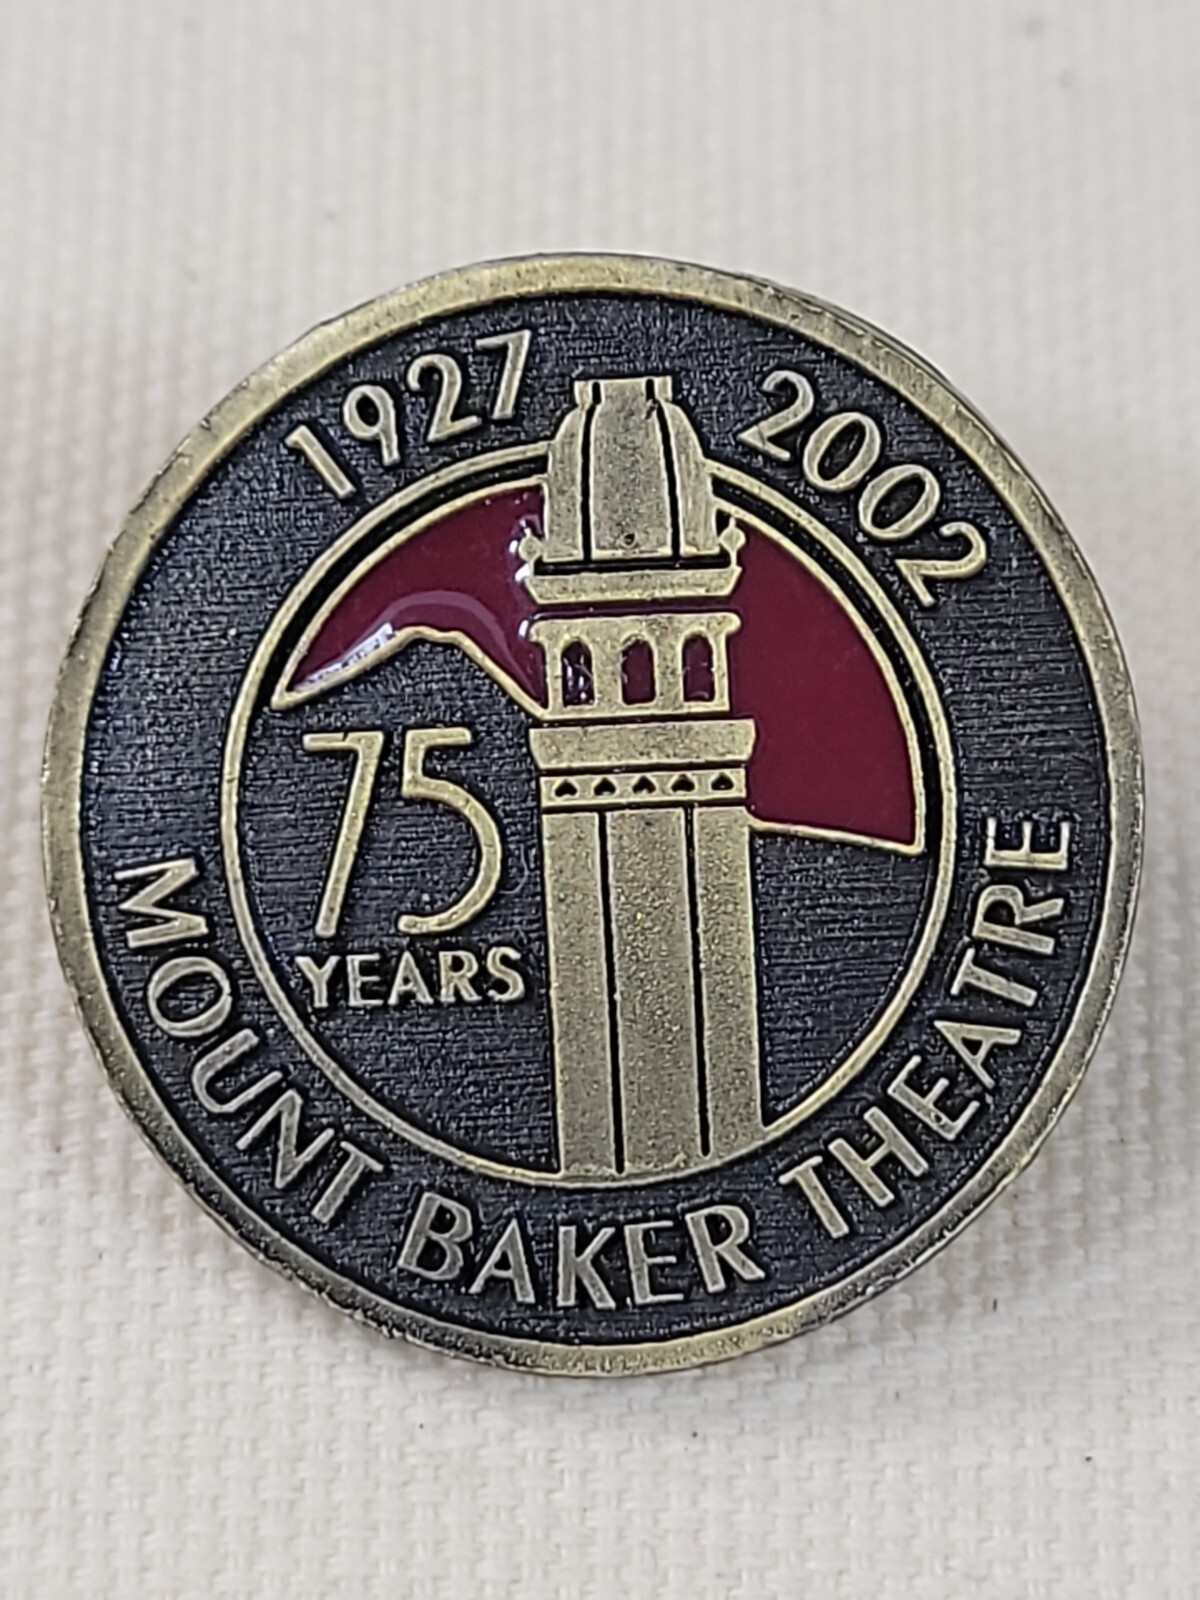 1927 2002
75
YEARS
MOUNT BAKER THEATRE